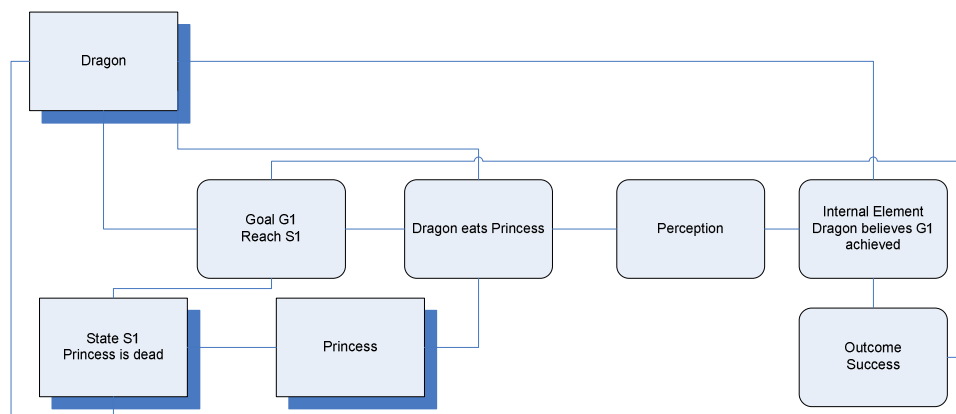 Dragon
Goal G1
Reach S1
Dragon eats Princess
Perception
Internal Element
Dragon believes G1
achieved
State S1
Princess is dead
Princess
Outcome
Success